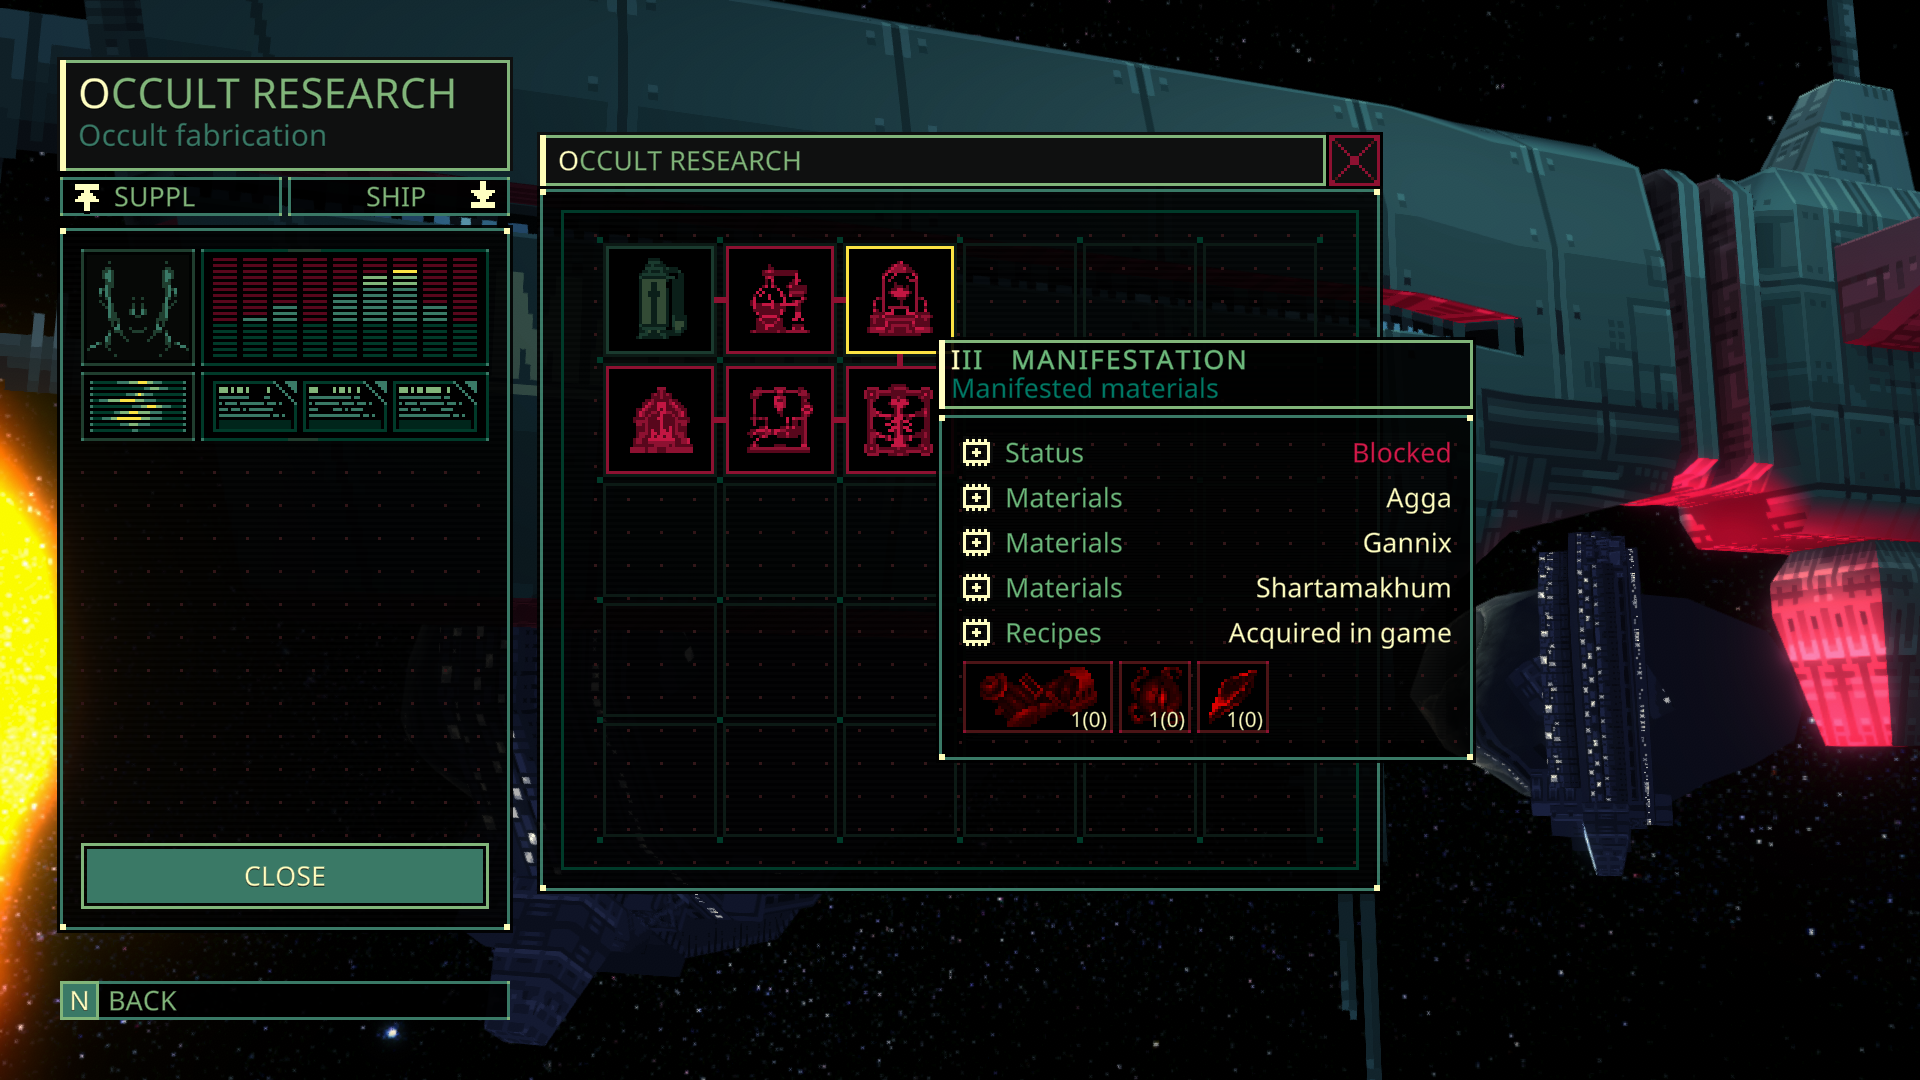 OCCULT RESEARCH
Occult fabrication
SUPPL
SHIP
CLOSE
N BACK
OCCULT RESEARCH
III MANIFESTATION
Manifested materials
Status Blocked
Materials Agga
Materials Gannix
Materials Shartamakhum
Recipes Acquired in game
1(0) 1(0) 1(0)